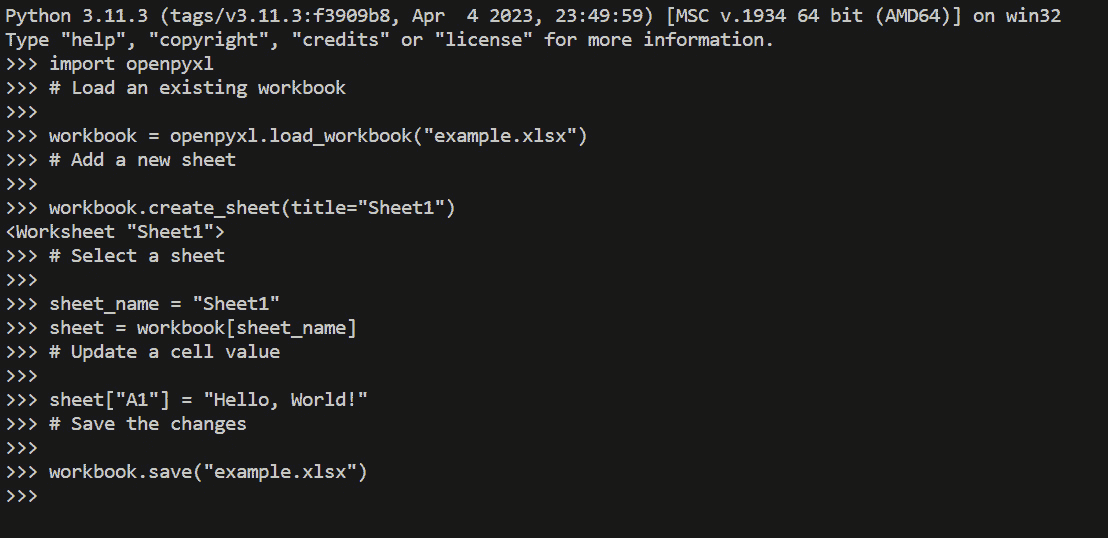 Python 3.11.3 (tags/v3.11.3:f3909b8, Apr  4 2023, 23:49:59) [MSC v.1934 64 bit (AMD64)] on win32
Type "help", "copyright", "credits" or "license" for more information.
>>> import openpyxl
>>> # Load an existing workbook
>>>
>>> workbook = openpyxl.load_workbook("example.xlsx")
>>> # Add a new sheet
>>>
>>> workbook.create_sheet(title="Sheet1")
<Worksheet "Sheet1">
>>> # Select a sheet
>>>
>>> sheet_name = "Sheet1"
>>> sheet = workbook[sheet_name]
>>> # Update a cell value
>>>
>>> sheet["A1"] = "Hello, World!"
>>> # Save the changes
>>>
>>> workbook.save("example.xlsx")
>>>